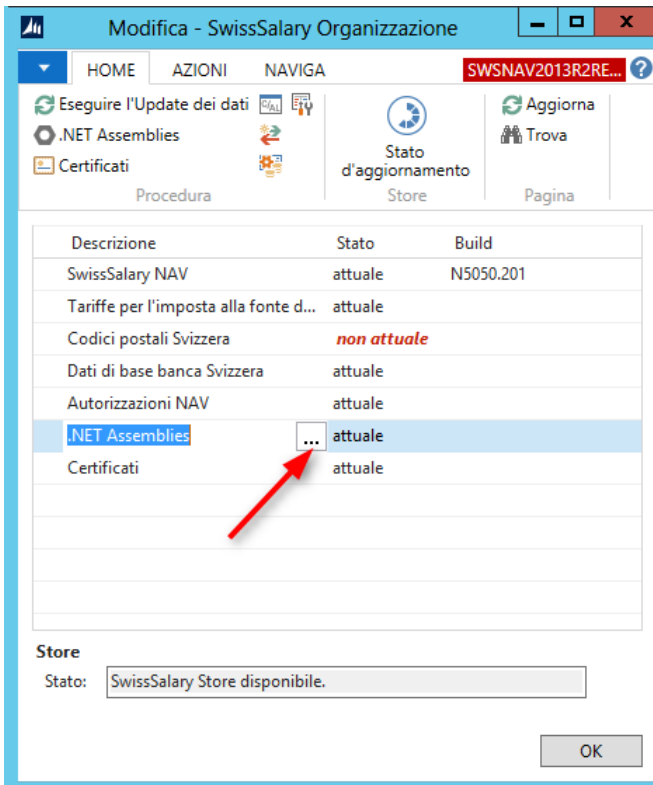 Modifica - SwissSalary Organizzazione
HOME AZIONI NAVIGA SWSNAV2013R2RE...
Eseguire l'Update dei dati
.NET Assemblies
Certificati
Procedura
Stato
d'aggiornamento
Store
Aggiorna
Trova
Pagina
Descrizione Stato Build
SwissSalary NAV attuale N5050.201
Tariffe per l'imposta alla fonte d... attuale
Codici postali Svizzera non attuale
Dati di base banca Svizzera attuale
Autorizzazioni NAV attuale
.NET Assemblies ... attuale
Certificati attuale
Store
Stato: SwissSalary Store disponibile.
OK